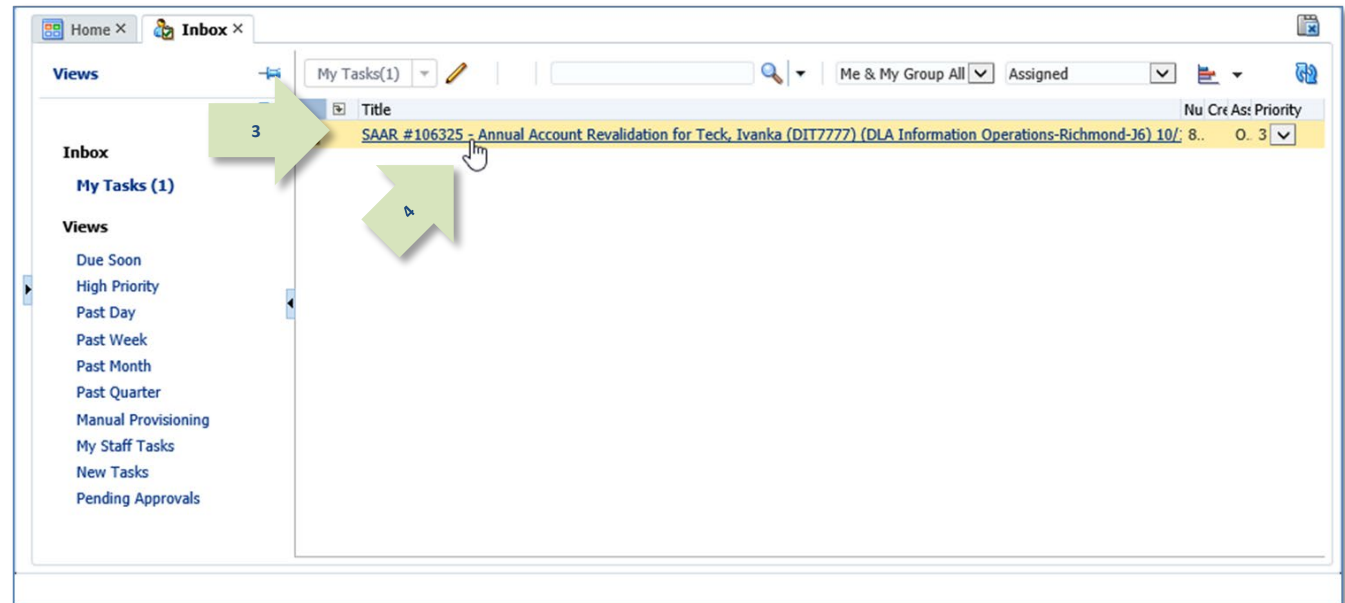 Home × Inbox ×
Views
My Tasks(1) Me & My Group All Assigned
Title Nu Cre Ass Priority
3
SAAR #106325 - Annual Account Revalidation for Teck, Ivanka (DIT7777) (DLA Information Operations-Richmond-J6) 10/ 8.. O.. 3
4
Inbox
My Tasks (1)
Views
Due Soon
High Priority
Past Day
Past Week
Past Month
Past Quarter
Manual Provisioning
My Staff Tasks
New Tasks
Pending Approvals